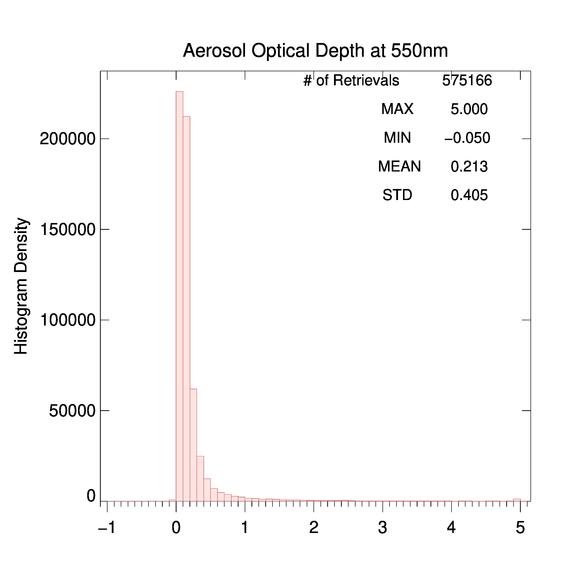 Aerosol Optical Depth at 550nm
# of Retrievals 575166
MAX 5.000
MIN −0.050
MEAN 0.213
STD 0.405
200000
150000
100000
50000
0
Histogram Density
−1 0 1 2 3 4 5